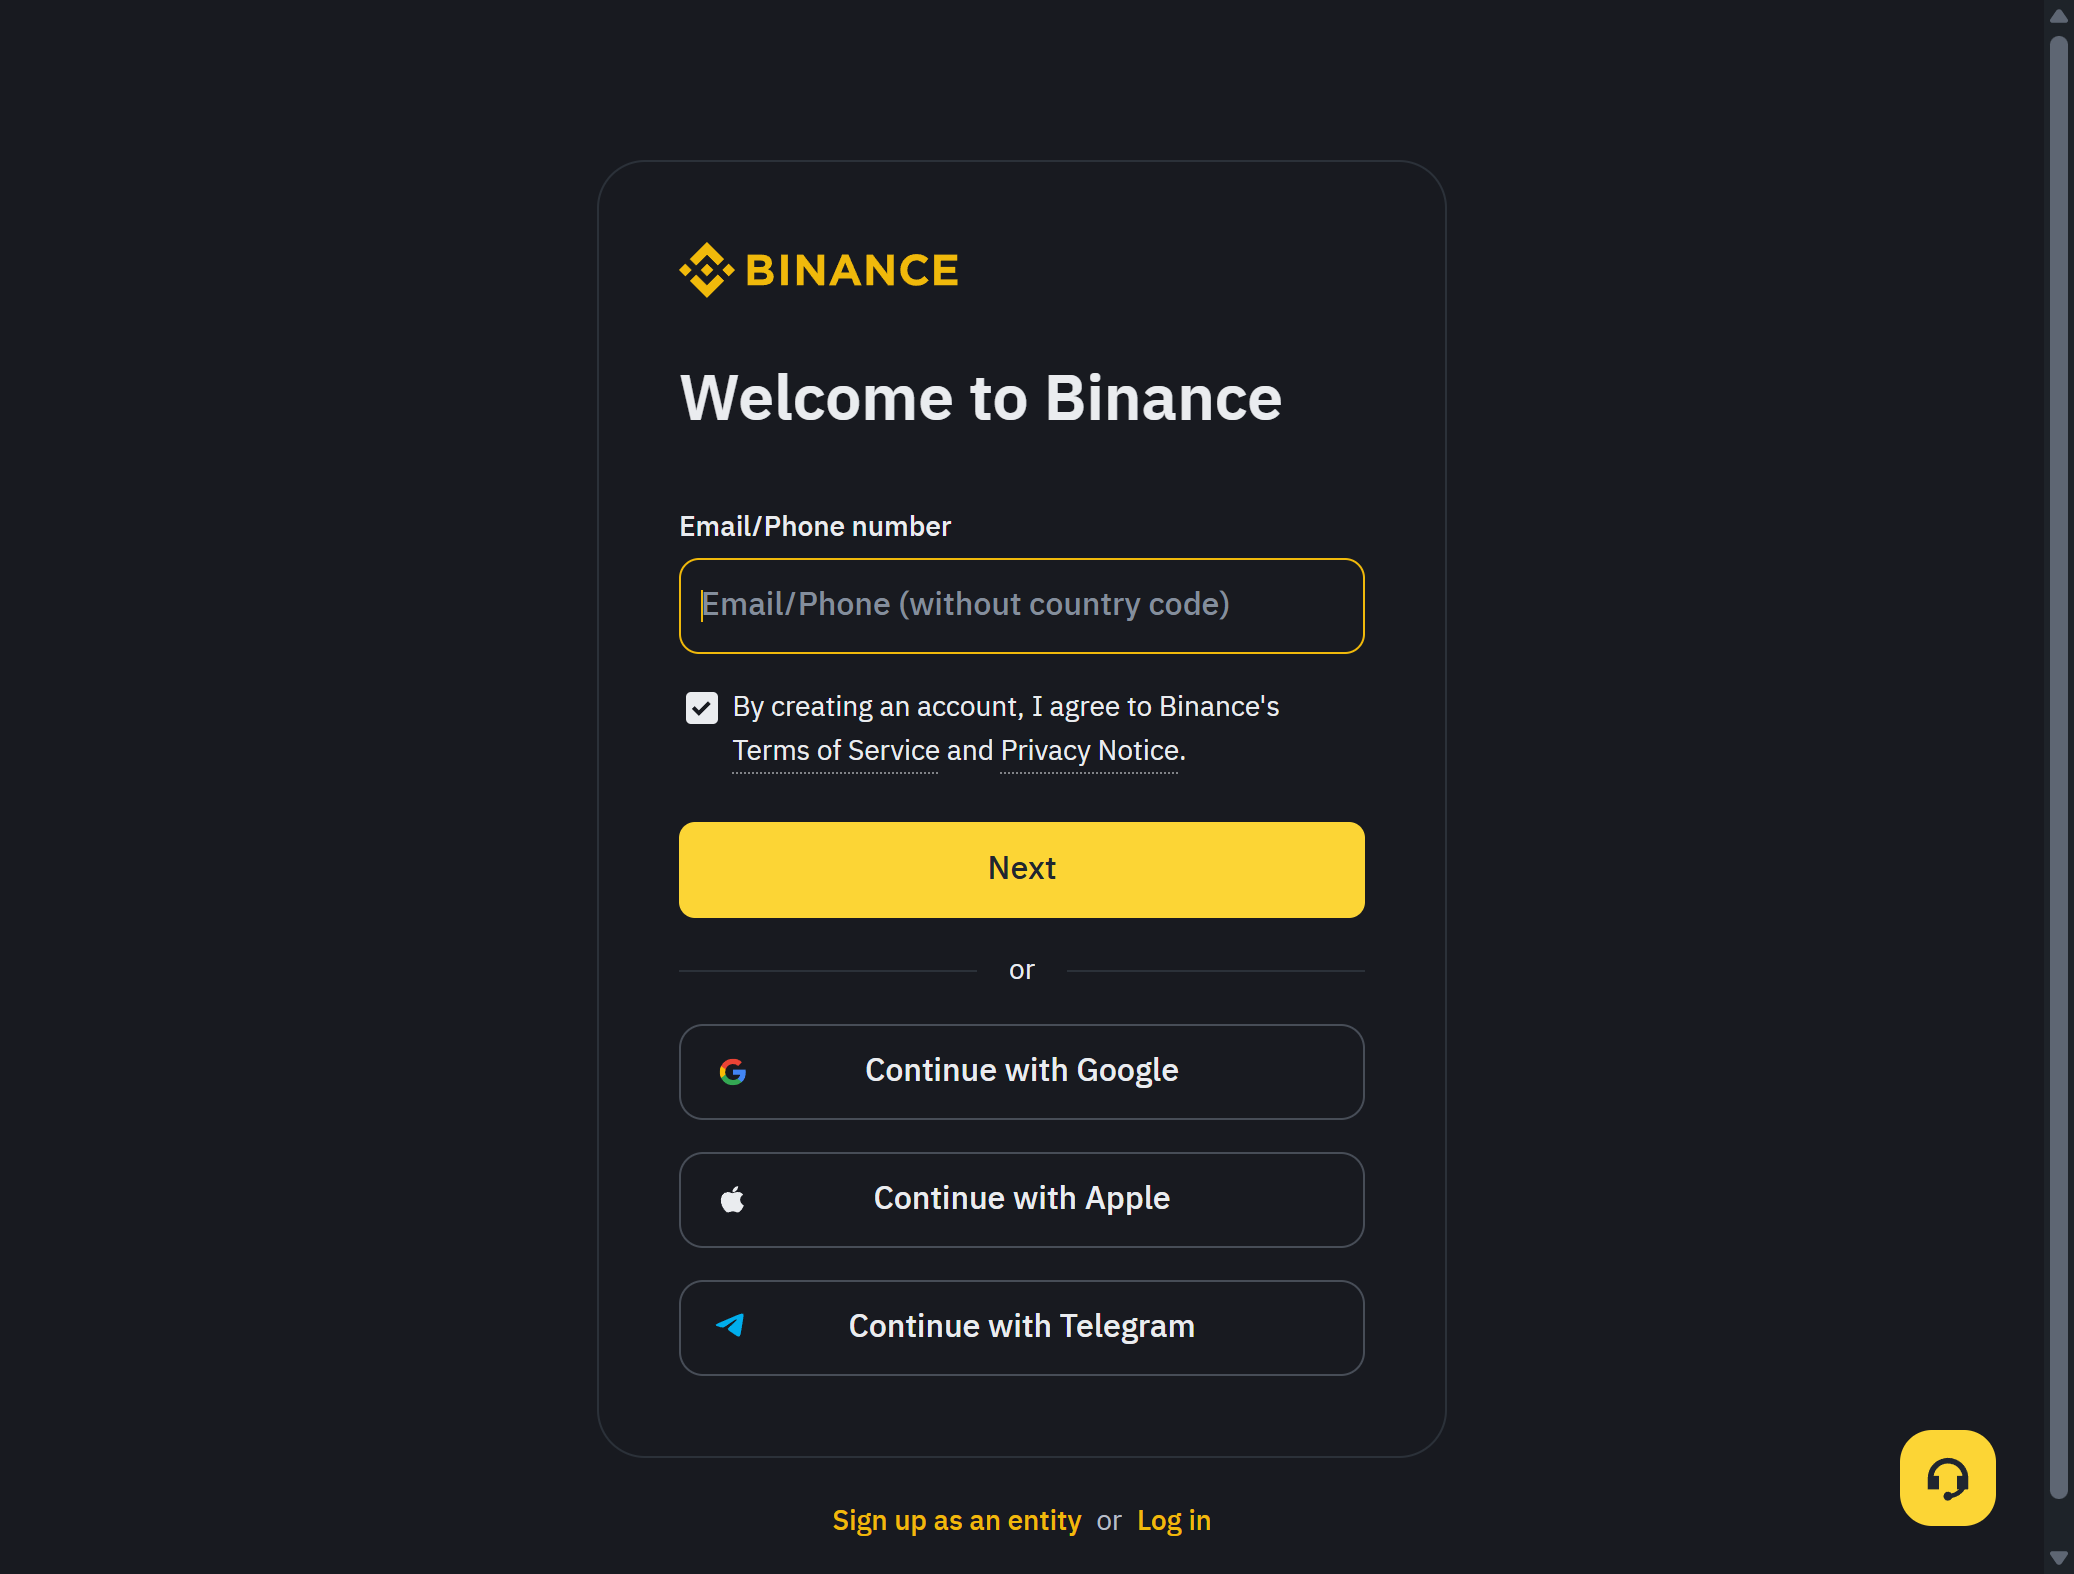 BINANCE
Welcome to Binance
Email/Phone number
Email/Phone (without country code)
By creating an account, I agree to Binance's
Terms of Service and Privacy Notice.
Next
or
Continue with Google
Continue with Apple
Continue with Telegram
Sign up as an entity or Log in